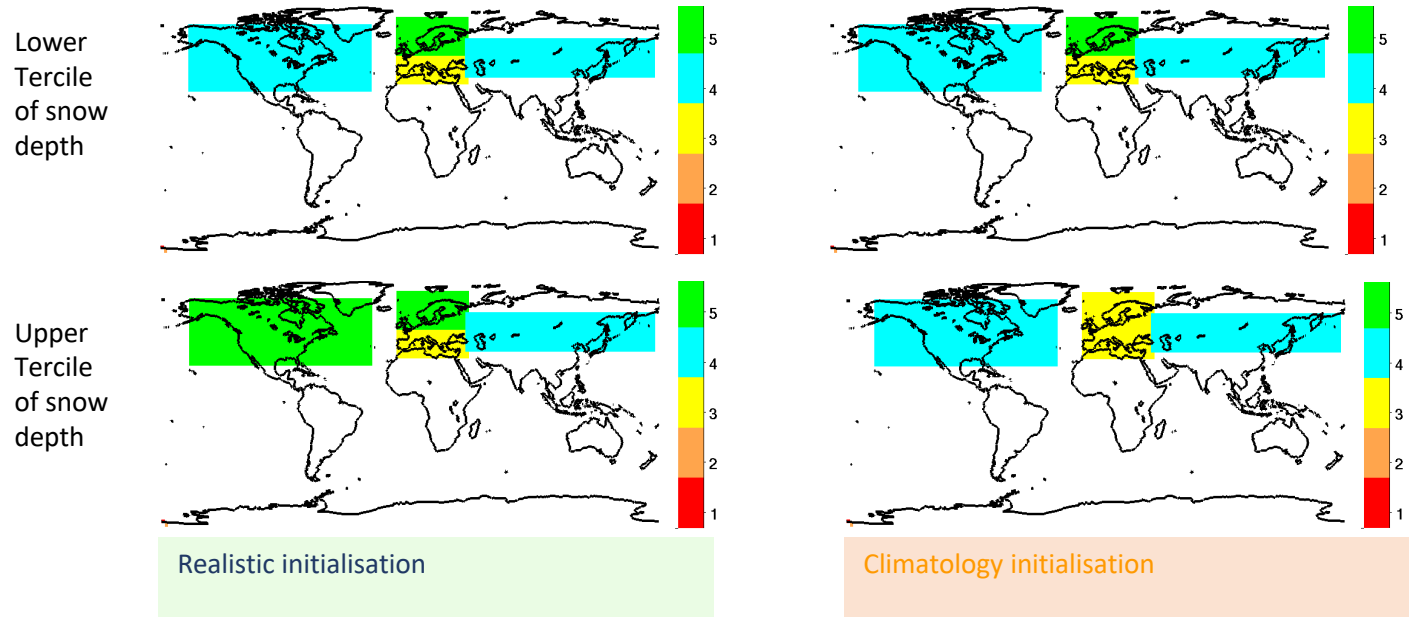 Lower
Tercile
of snow
depth
5
4
3
2
1
5
4
3
2
1
Upper
Tercile
of snow
depth
5
4
3
2
1
5
4
3
2
1
Realistic initialisation
Climatology initialisation